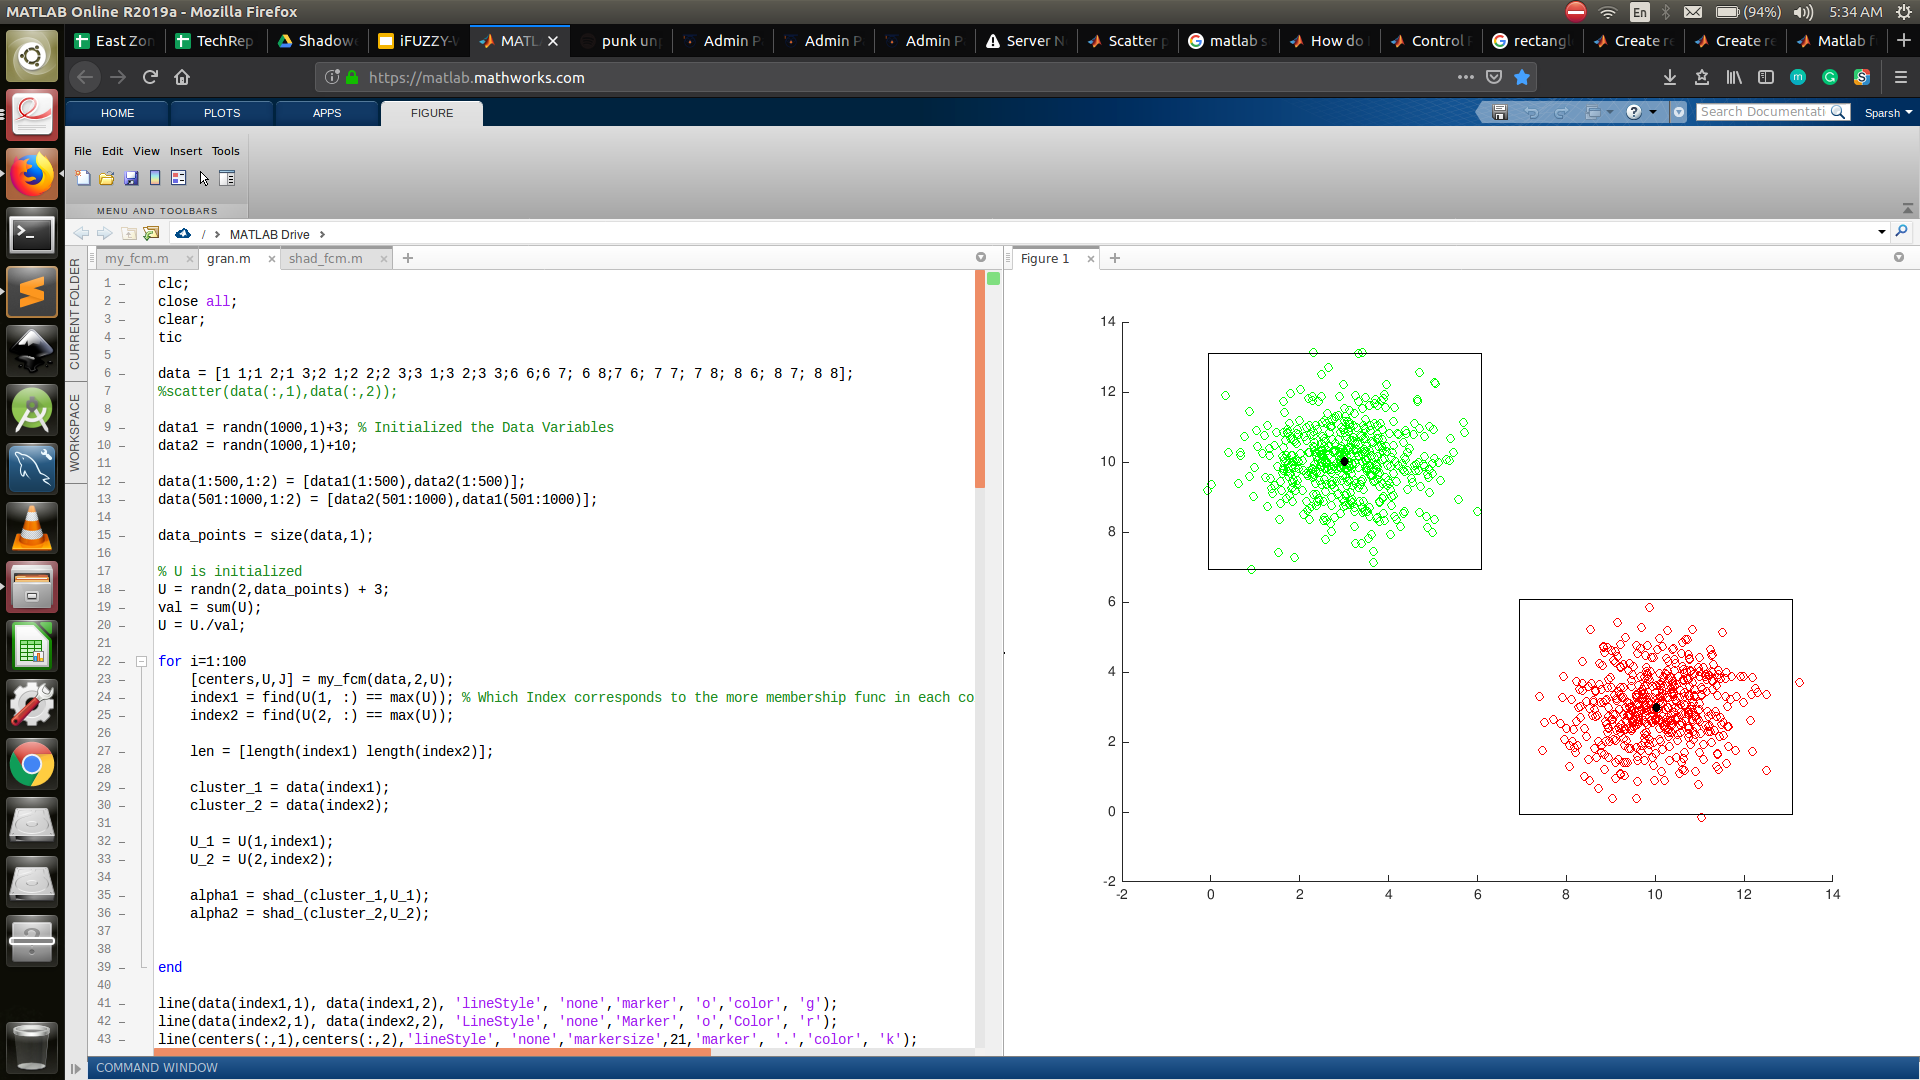 MATLAB Online R2019a - Mozilla Firefox
En (94%) 5:34 AM
East Zon TechRep Shadow iFUZZY- MATL punk un Admin P Admin P Admin P Server N Scatter p matlab s How do Control rectangl Create re Create re Matlab f
https://matlab.mathworks.com
HOME PLOTS APPS FIGURE
Search Documentati Sparsh
File Edit View Insert Tools
MENU AND TOOLBARS
/ MATLAB Drive
CURRENT FOLDER
WORKSPACE
my_fcm.m gran.m shad_fcm.m
1 clc;
2 close all;
3 clear;
4 tic
5
6 data = [1 1;1 2;1 3;2 1;2 2;2 3;3 1;3 2;3 3;6 6;6 7; 6 8;7 6; 7 7; 7 8; 8 6; 8 7; 8 8];
7 %scatter(data(:,1),data(:,2));
8
9 data1 = randn(1000,1)+3; % Initialized the Data Variables
10 data2 = randn(1000,1)+10;
11
12 data(1:500,1:2) = [data1(1:500),data2(1:500)];
13 data(501:1000,1:2) = [data2(501:1000),data1(501:1000)];
14
15 data_points = size(data,1);
16
17 % U is initialized
18 U = randn(2,data_points) + 3;
19 val = sum(U);
20 U = U./val;
21
22 for i=1:100
23 [centers,U,J] = my_fcm(data,2,U);
24 index1 = find(U(1, :) == max(U)); % Which Index corresponds to the more membership func in each co
25 index2 = find(U(2, :) == max(U));
26
27 len = [length(index1) length(index2)];
28
29 cluster_1 = data(index1);
30 cluster_2 = data(index2);
31
32 U_1 = U(1,index1);
33 U_2 = U(2,index2);
34
35 alpha1 = shad_(cluster_1,U_1);
36 alpha2 = shad_(cluster_2,U_2);
37
38
39 end
40
41 line(data(index1,1), data(index1,2), 'lineStyle', 'none','marker', 'o','color', 'g');
42 line(data(index2,1), data(index2,2), 'LineStyle', 'none','Marker', 'o','Color', 'r');
43 line(centers(:,1),centers(:,2),'lineStyle', 'none','markersize',21,'marker', '.','color', 'k');
Figure 1
14
12
10
8
6
4
2
0
-2
-2 0 2 4 6 8 10 12 14
COMMAND WINDOW